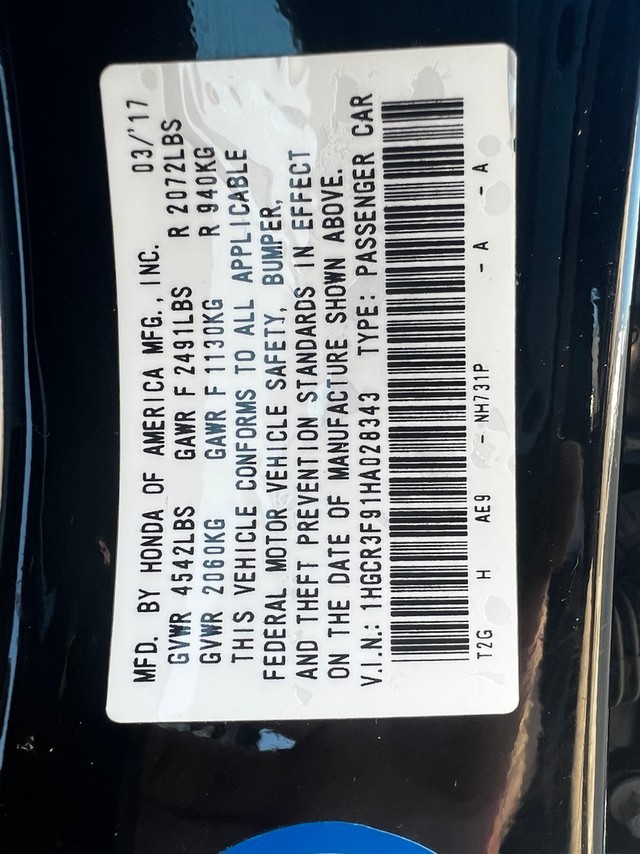 MFD. BY HONDA OF AMERICA MFG., INC. 03/'17
GVWR 4542LBS GAWR F 2491LBS R 2072LBS
GVWR 2060KG GAWR F 1130KG R 940KG
THIS VEHICLE CONFORMS TO ALL APPLICABLE
FEDERAL MOTOR VEHICLE SAFETY, BUMPER,
AND THEFT PREVENTION STANDARDS IN EFFECT
ON THE DATE OF MANUFACTURE SHOWN ABOVE.
V.I.N.: 1HGCR3F91HA028343 TYPE: PASSENGER CAR
T2G H AE9 - NH731P - A - A